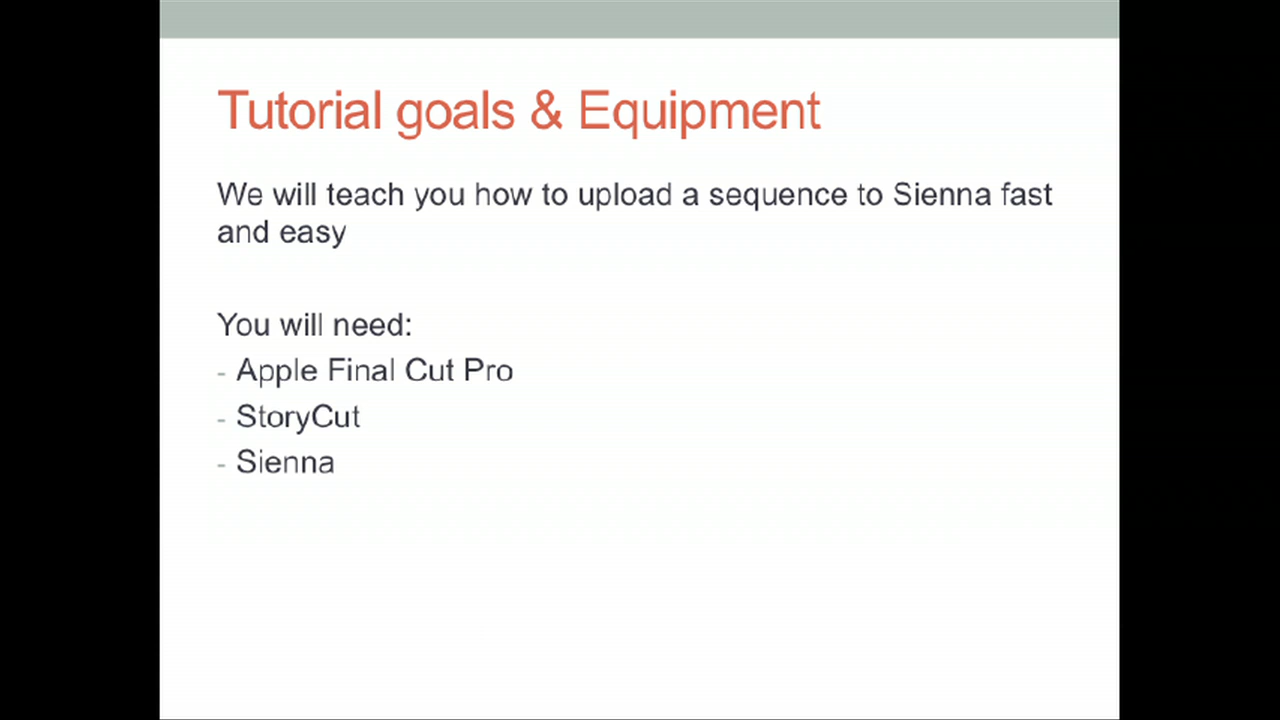 Tutorial goals & Equipment
We will teach you how to upload a sequence to Sienna fast
and easy
You will need:
- Apple Final Cut Pro
- StoryCut
- Sienna